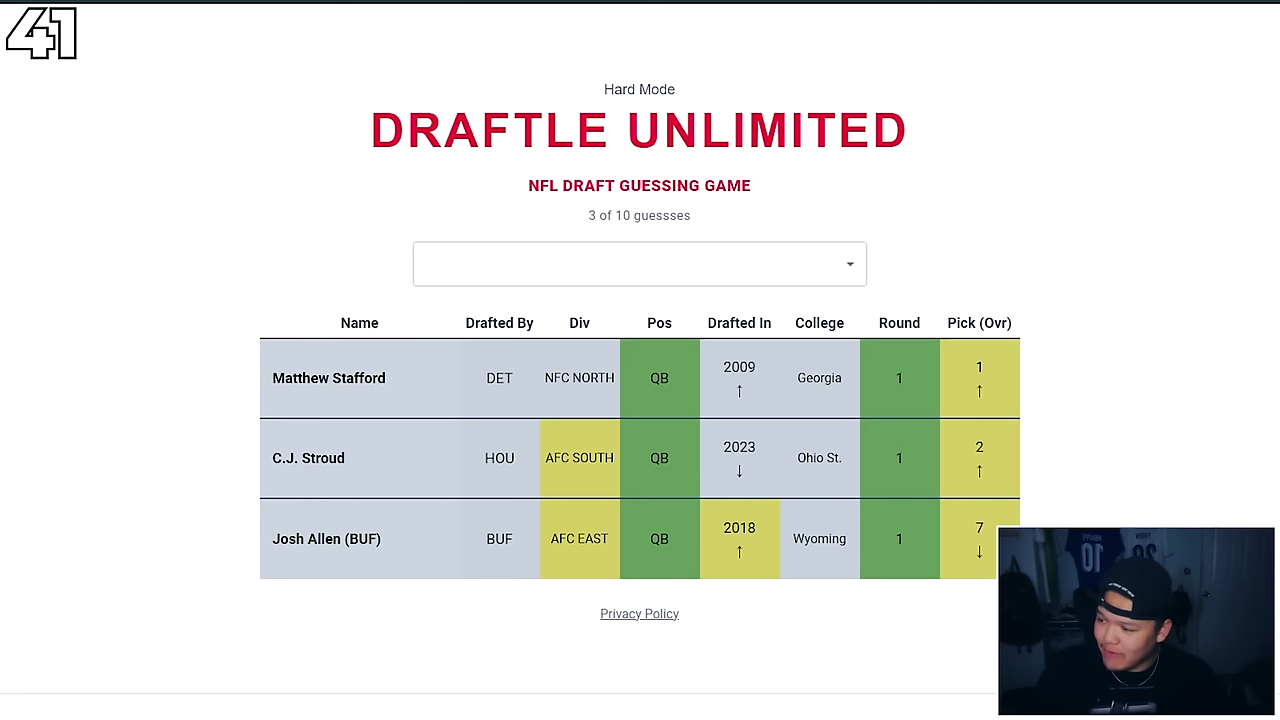 41
Hard Mode
DRAFTLE UNLIMITED
NFL DRAFT GUESSING GAME
3 of 10 guessses
Name Drafted By Div Pos Drafted In College Round Pick (Ovr)
Matthew Stafford DET NFC NORTH QB 2009 ↑ Georgia 1 1 ↑
C.J. Stroud HOU AFC SOUTH QB 2023 ↓ Ohio St. 1 2 ↑
Josh Allen (BUF) BUF AFC EAST QB 2018 ↑ Wyoming 1 7 ↓
Privacy Policy
10